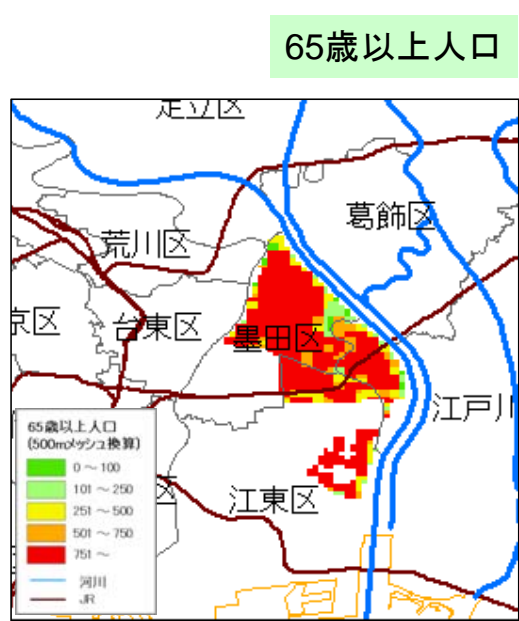 65歳以上人口
足立区
葛飾区
荒川区
京区
台東区
墨田区
江戸川
65歳以上人口
(500mメッシュ換算)
0 ～ 100
101 ～ 250
251 ～ 500
501 ～ 750
751 ～
河川
JR
区
江東区